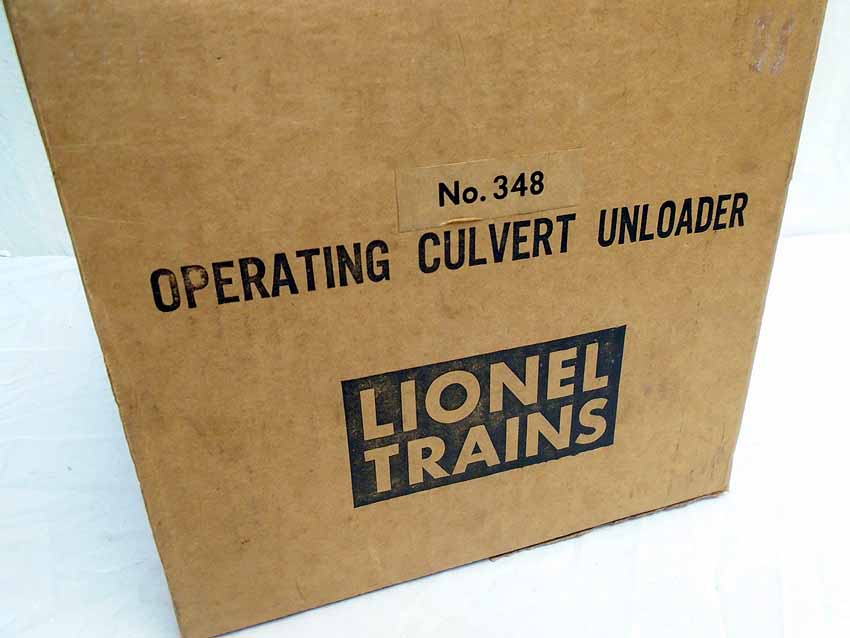 No. 348
OPERATING CULVERT UNLOADER
LIONEL
TRAINS